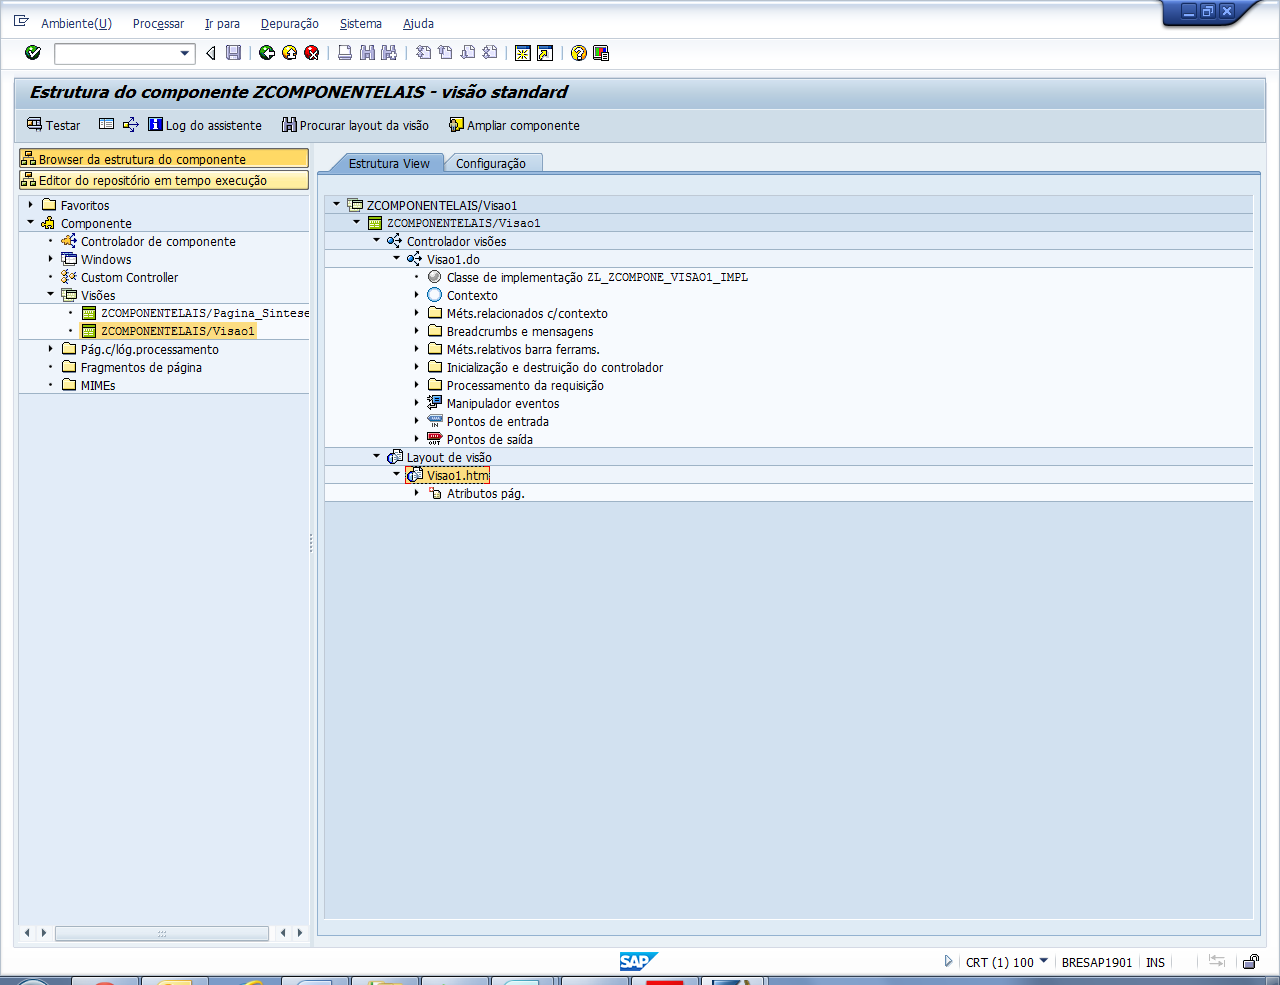 Ambiente(U) Processar Ir para Depuração Sistema Ajuda
Estrutura do componente ZCOMPONENTELAIS - visão standard
Testar Log do assistente Procurar layout da visão Ampliar componente
Browser da estrutura do componente
Editor do repositório em tempo execução
Favoritos
Componente
Controlador de componente
Windows
Custom Controller
Visões
ZCOMPONENTELAIS/Pagina_Sintese
ZCOMPONENTELAIS/Visao1
Pág.c/lóg.processamento
Fragmentos de página
MIMEs
Estrutura View Configuração
ZCOMPONENTELAIS/Visao1
ZCOMPONENTELAIS/Visao1
Controlador visões
Visao1.do
Classe de implementação ZL_ZCOMPONE_VISAO1_IMPL
Contexto
Méts.relacionados c/contexto
Breadcrumbs e mensagens
Méts.relativos barra ferrams.
Inicialização e destruição do controlador
Processamento da requisição
Manipulador eventos
IN Pontos de entrada
OUT Pontos de saída
Layout de visão
Visao1.htm
Atributos pág.
SAP CRT (1) 100 BRESAP1901 INS